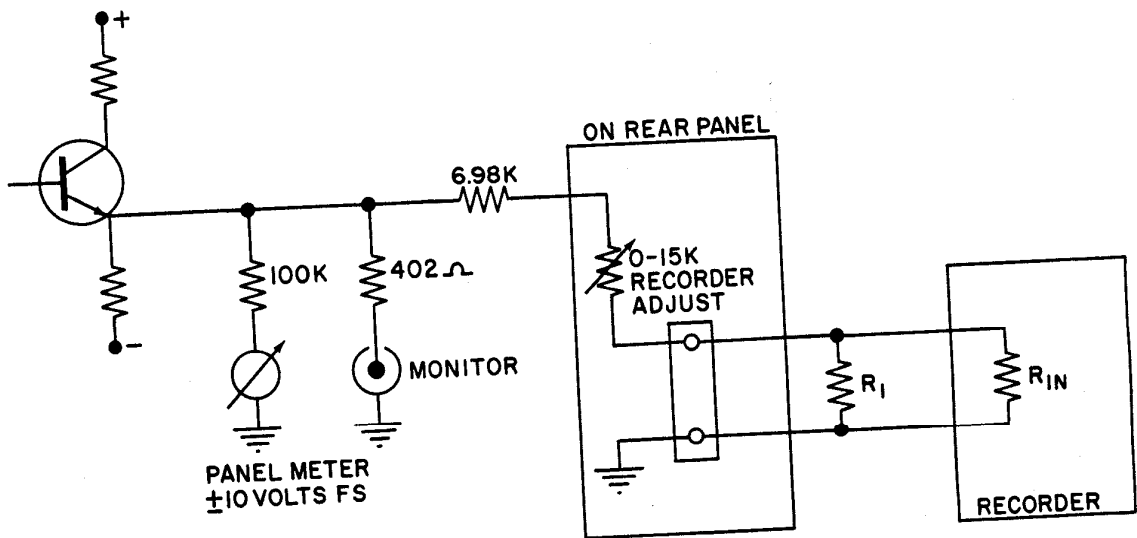 +
ON REAR PANEL
6.98K
100K
402 Ω
0-15K
RECORDER
ADJUST
-
MONITOR
R1
RIN
PANEL METER
±10 VOLTS FS
RECORDER